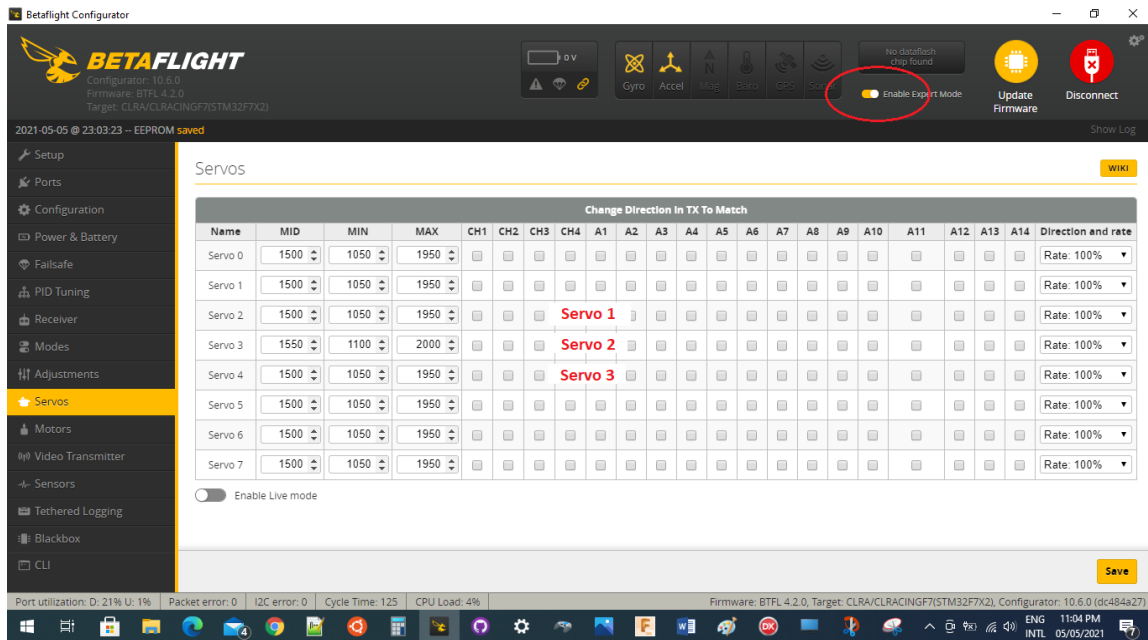 Betaflight Configurator
BETAFLIGHT
Configurator: 10.6.0
Firmware: BTFL 4.2.0
Target: CLRA/CLRACINGF7(STM32F7X2)
0 V
Gyro Accel Mag Baro GPS Sonar
No dataflash
chip found
Enable Expert Mode
Update
Firmware
Disconnect
2021-05-05 @ 23:03:23 -- EEPROM saved
Show Log
Setup
Ports
Configuration
Power & Battery
Failsafe
PID Tuning
Receiver
Modes
Adjustments
Servos
Motors
Video Transmitter
Sensors
Tethered Logging
Blackbox
CLI
Servos
WIKI
Change Direction in TX To Match
Name MID MIN MAX CH1 CH2 CH3 CH4 A1 A2 A3 A4 A5 A6 A7 A8 A9 A10 A11 A12 A13 A14 Direction and rate
Servo 0 1500 1050 1950 Rate: 100%
Servo 1 1500 1050 1950 Rate: 100%
Servo 2 1500 1050 1950 Servo 1 Rate: 100%
Servo 3 1550 1100 2000 Servo 2 Rate: 100%
Servo 4 1500 1050 1950 Servo 3 Rate: 100%
Servo 5 1500 1050 1950 Rate: 100%
Servo 6 1500 1050 1950 Rate: 100%
Servo 7 1500 1050 1950 Rate: 100%
Enable Live mode
Save
Port utilization: D: 21% U: 1% Packet error: 0 I2C error: 0 Cycle Time: 125 CPU Load: 4% Firmware: BTFL 4.2.0, Target: CLRA/CLRACINGF7(STM32F7X2), Configurator: 10.6.0 (dc484a27)
ENG
INTL
11:04 PM
05/05/2021